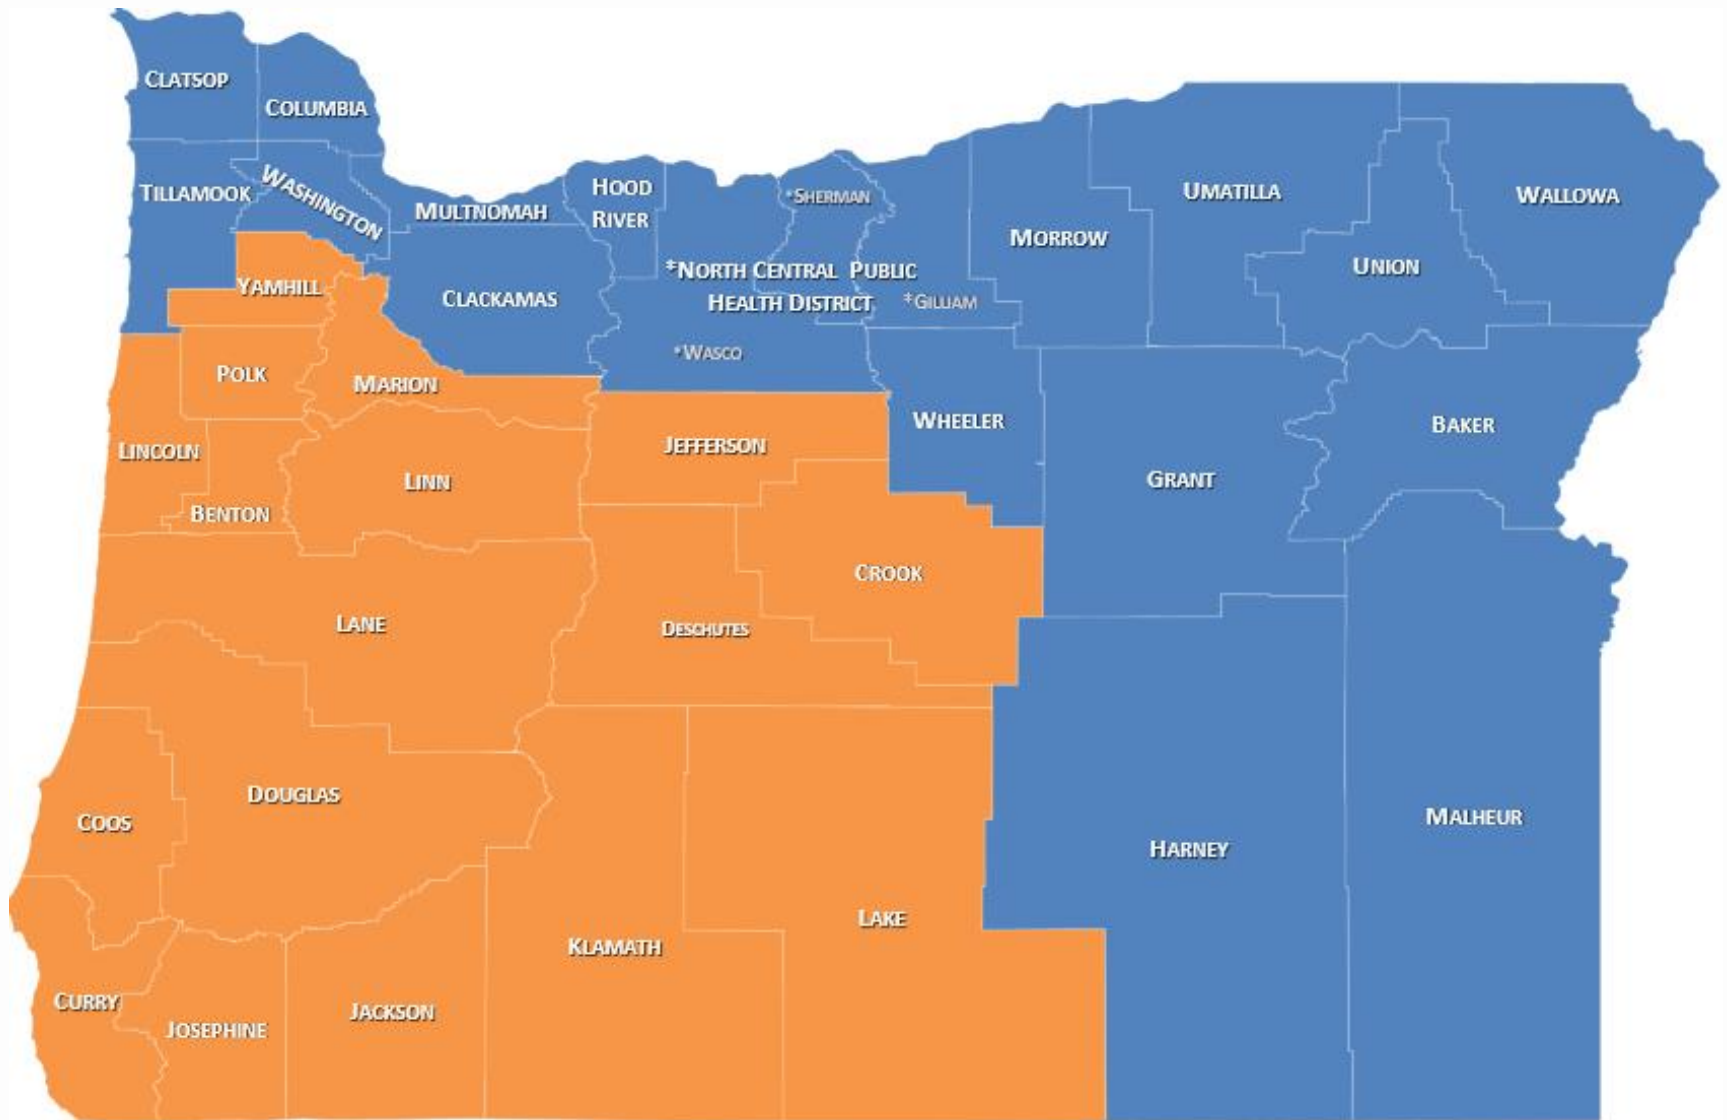 CLATSOP
COLUMBIA
TILLAMOOK
WASHINGTON
MULTNOMAH
HOOD
RIVER
*SHERMAN
UMATILLA
WALLOWA
MORROW
UNION
*NORTH CENTRAL PUBLIC
HEALTH DISTRICT
*GILLIAM
*WASCO
YAMHILL
CLACKAMAS
POLK
MARION
WHEELER
BAKER
LINCOLN
JEFFERSON
LINN
GRANT
BENTON
CROOK
LANE
DESCHUTES
DOUGLAS
COOS
MALHEUR
HARNEY
LAKE
KLAMATH
CURRY
JACKSON
JOSEPHINE